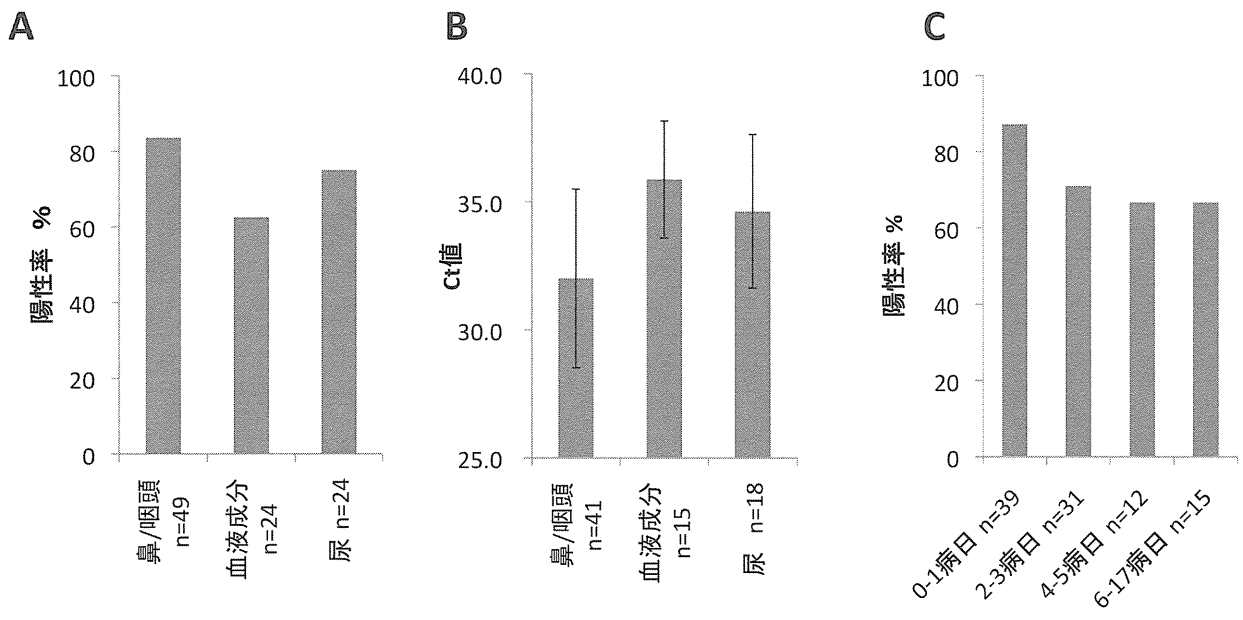 A
陽性率 %
100
80
60
40
20
0
鼻/咽頭
n=49
血液成分
n=24
尿 n=24
B
Ct値
40.0
35.0
30.0
25.0
鼻/咽頭
n=41
血液成分
n=15
尿 n=18
C
陽性率 %
100
80
60
40
20
0
0-1病日 n=39
2-3病日 n=31
4-5病日 n=12
6-17病日 n=15